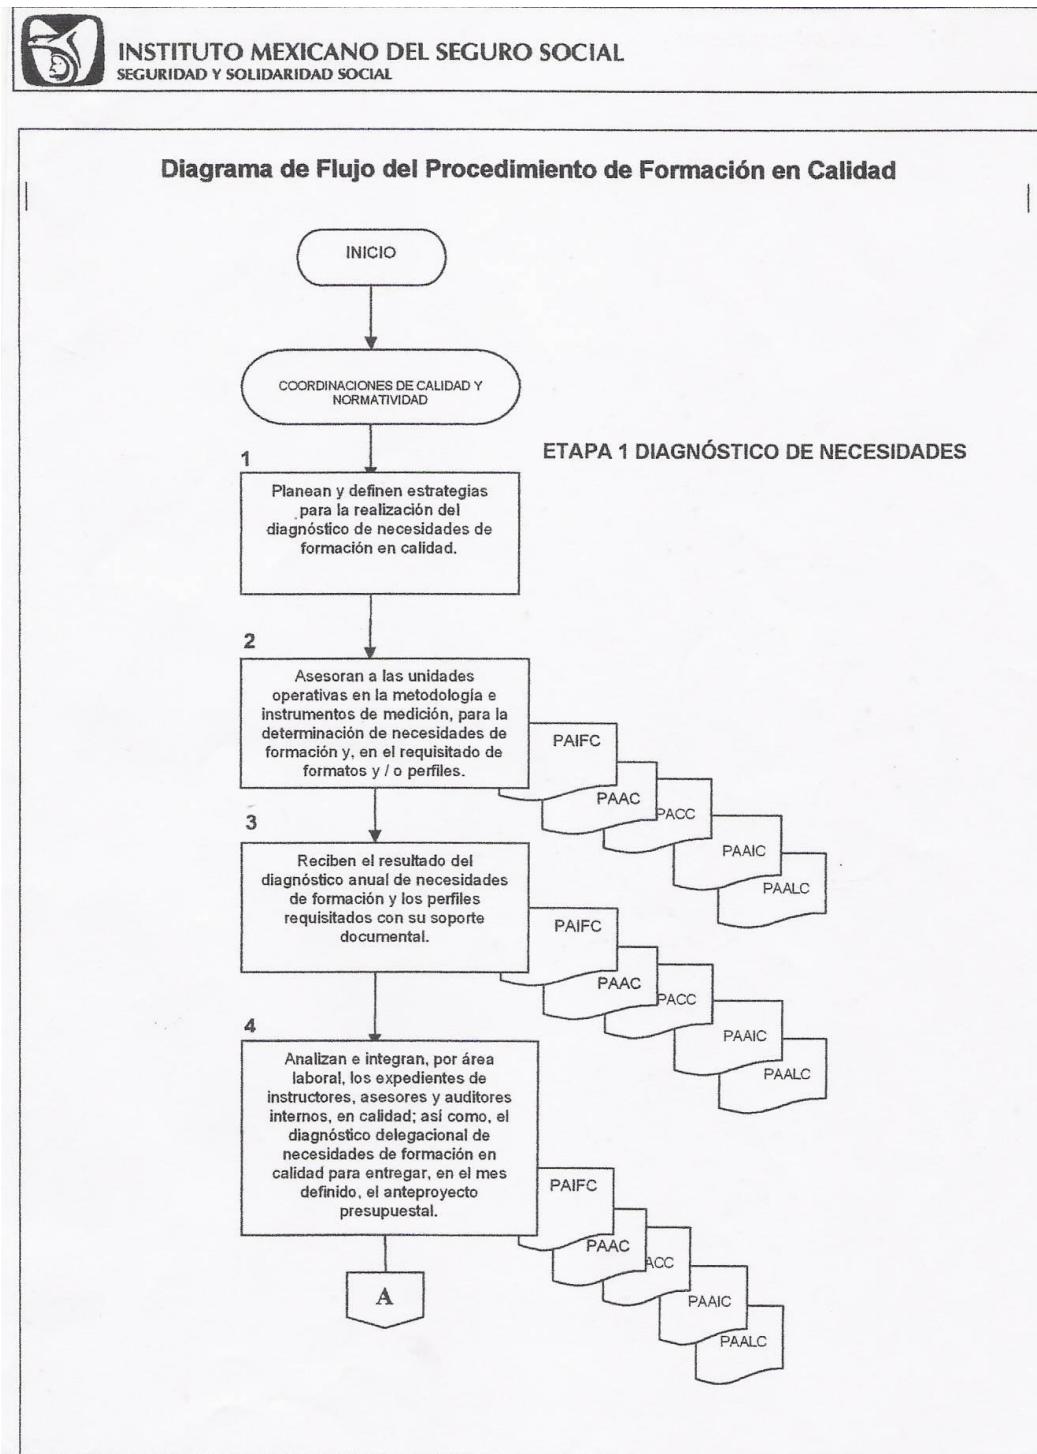 INSTITUTO MEXICANO DEL SEGURO SOCIAL
SEGURIDAD Y SOLIDARIDAD SOCIAL
Diagrama de Flujo del Procedimiento de Formación en Calidad
INICIO
COORDINACIONES DE CALIDAD Y
NORMATIVIDAD
ETAPA 1 DIAGNÓSTICO DE NECESIDADES
1
Planean y definen estrategias
para la realización del
diagnóstico de necesidades de
formación en calidad.
2
Asesoran a las unidades
operativas en la metodología e
instrumentos de medición, para la
determinación de necesidades de
formación y, en el requisitado de
formatos y / o perfiles.
PAIFC
PAAC
PACC
PAAIC
PAALC
3
Reciben el resultado del
diagnóstico anual de necesidades
de formación y los perfiles
requisitados con su soporte
documental.
PAIFC
PAAC
PACC
PAAIC
PAALC
4
Analizan e integran, por área
laboral, los expedientes de
instructores, asesores y auditores
internos, en calidad; así como, el
diagnóstico delegacional de
necesidades de formación en
calidad para entregar, en el mes
definido, el anteproyecto
presupuestal.
PAIFC
PAAC
ACC
PAAIC
PAALC
A